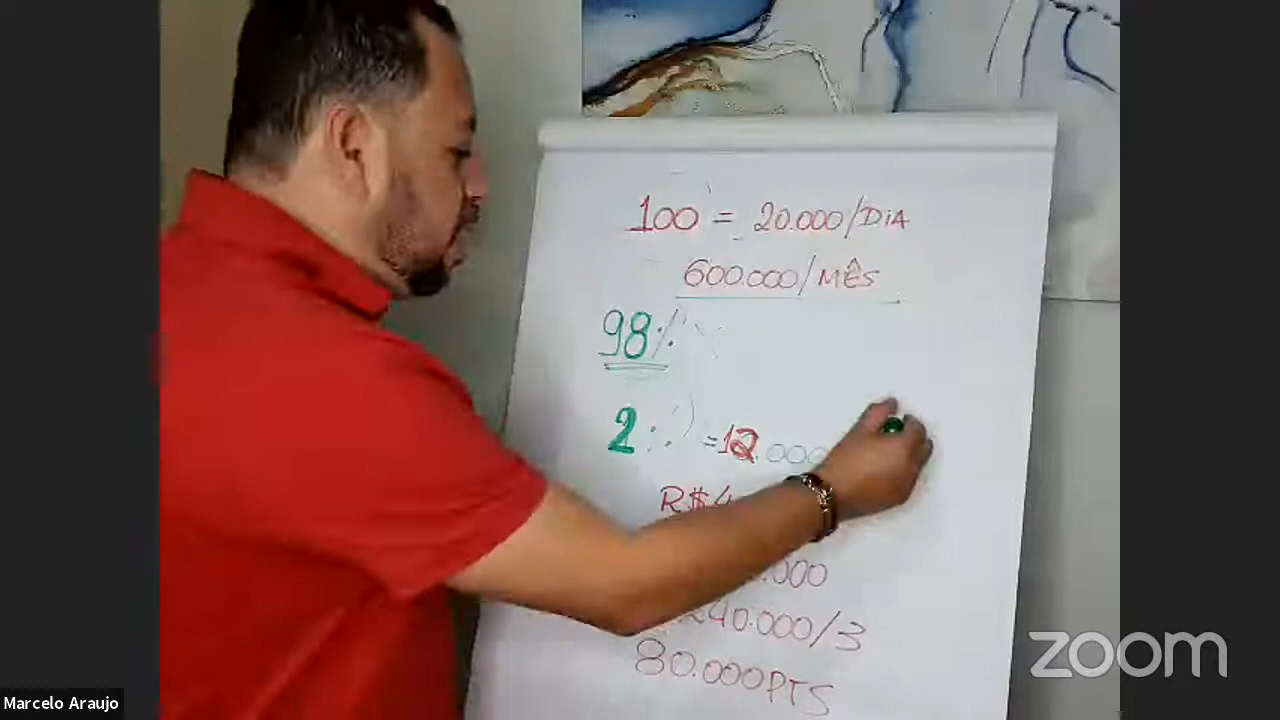 100 = 20.000/DIA
600.000/MÊS
98%
2% = 12.000
R$4
.000
240.000/3
80.000PTS
zoom
Marcelo Araujo